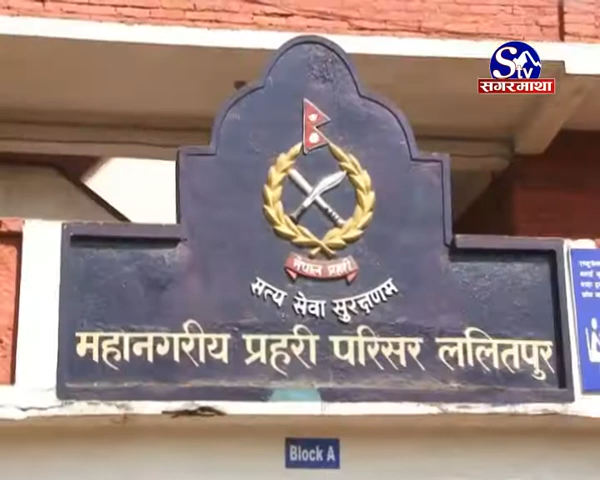 S
tv
सगरमाथा
नेपाल प्रहरी
सत्य सेवा सुरक्षणम
महानगरीय प्रहरी परिसर ललितपुर
Block A